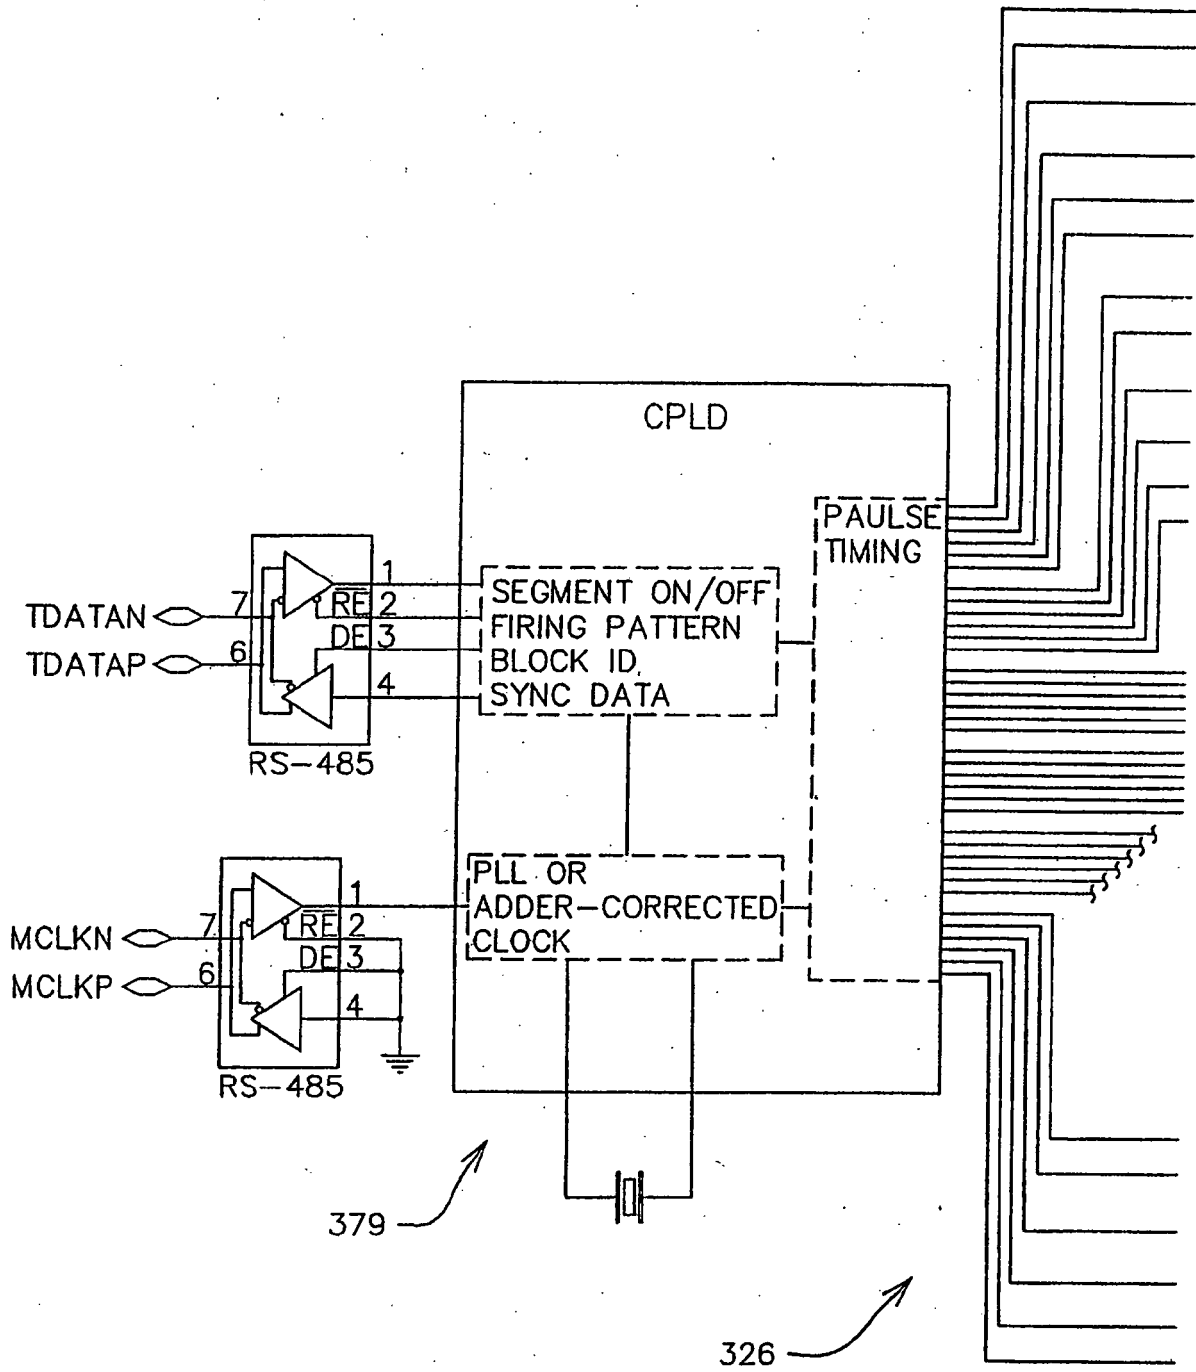 CPLD
PAULSE
TIMING
SEGMENT ON/OFF
FIRING PATTERN
BLOCK ID,
SYNC DATA
TDATAN
TDATAP
7
6
1
RE 2
DE 3
4
RS-485
PLL OR
ADDER-CORRECTED
CLOCK
MCLKN
MCLKP
7
6
1
RE 2
DE 3
4
RS-485
379
326